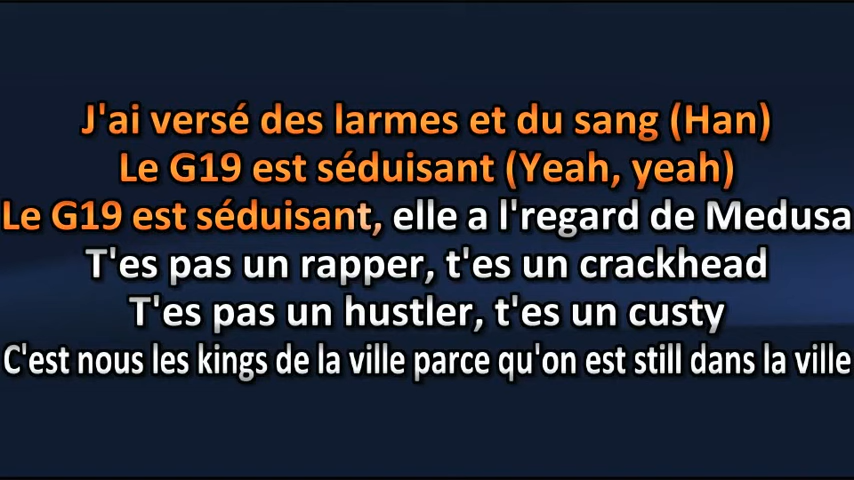 J'ai versé des larmes et du sang (Han)
Le G19 est séduisant (Yeah, yeah)
Le G19 est séduisant, elle a l'regard de Medusa
T'es pas un rapper, t'es un crackhead
T'es pas un hustler, t'es un custy
C'est nous les kings de la ville parce qu'on est still dans la ville